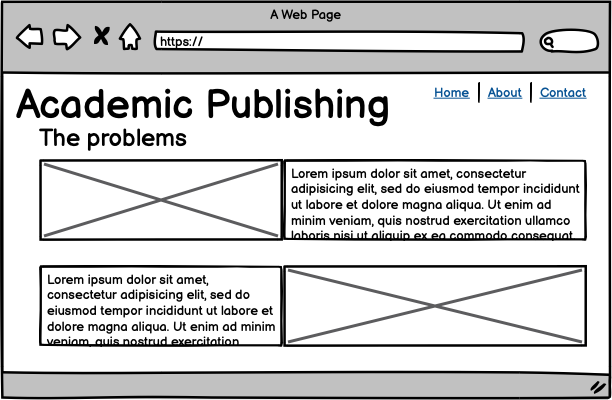 A Web Page
https://
Home | About | Contact
Academic Publishing
The problems
Lorem ipsum dolor sit amet, consectetur
adipisicing elit, sed do eiusmod tempor incididunt
ut labore et dolore magna aliqua. Ut enim ad
minim veniam, quis nostrud exercitation ullamco
laboris nisi ut aliquip ex ea commodo consequat.
Lorem ipsum dolor sit amet,
consectetur adipisicing elit, sed do
eiusmod tempor incididunt ut labore et
dolore magna aliqua. Ut enim ad minim
veniam, quis nostrud exercitation